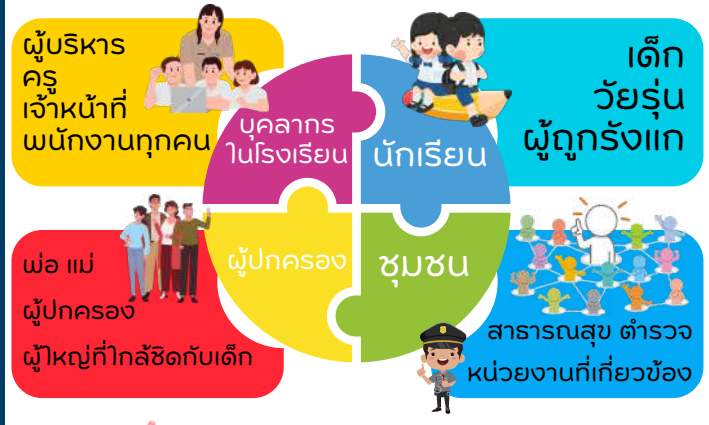 ผู้บริหาร
ครู
เจ้าหน้าที่
พนักงานทุกคน
บุคลากร
ในโรงเรียน
นักเรียน
เด็ก
วัยรุ่น
ผู้ถูกรังแก
พ่อ แม่
ผู้ปกครอง
ผู้ใหญ่ที่ใกล้ชิดกับเด็ก
ผู้ปกครอง
ชุมชน
สาธารณสุข ตำรวจ
หน่วยงานที่เกี่ยวข้อง